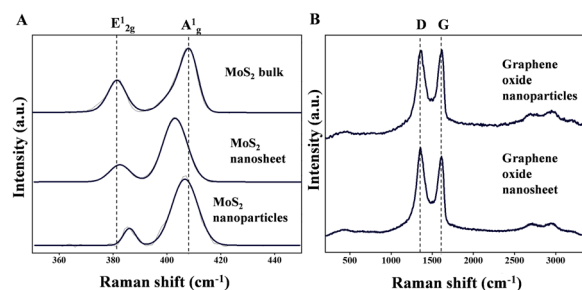 A
E¹₂g
A¹g
MoS₂ bulk
MoS₂
nanosheet
MoS₂
nanoparticles
Intensity (a.u.)
360
380
400
420
440
Raman shift (cm⁻¹)
B
D
G
Graphene
oxide
nanoparticles
Graphene
oxide
nanosheet
Intensity (a.u.)
500
1000
1500
2000
2500
3000
Raman shift (cm⁻¹)